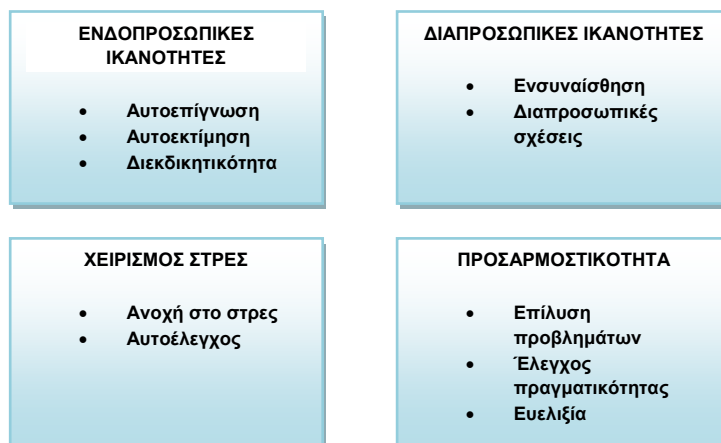 ΕΝΔΟΠΡΟΣΩΠΙΚΕΣ
ΙΚΑΝΟΤΗΤΕΣ
• Αυτοεπίγνωση
• Αυτοεκτίμηση
• Διεκδικητικότητα
ΔΙΑΠΡΟΣΩΠΙΚΕΣ ΙΚΑΝΟΤΗΤΕΣ
• Ενσυναίσθηση
• Διαπροσωπικές
σχέσεις
ΧΕΙΡΙΣΜΟΣ ΣΤΡΕΣ
• Ανοχή στο στρες
• Αυτοέλεγχος
ΠΡΟΣΑΡΜΟΣΤΙΚΟΤΗΤΑ
• Επίλυση
προβλημάτων
• Έλεγχος
πραγματικότητας
• Ευελιξία